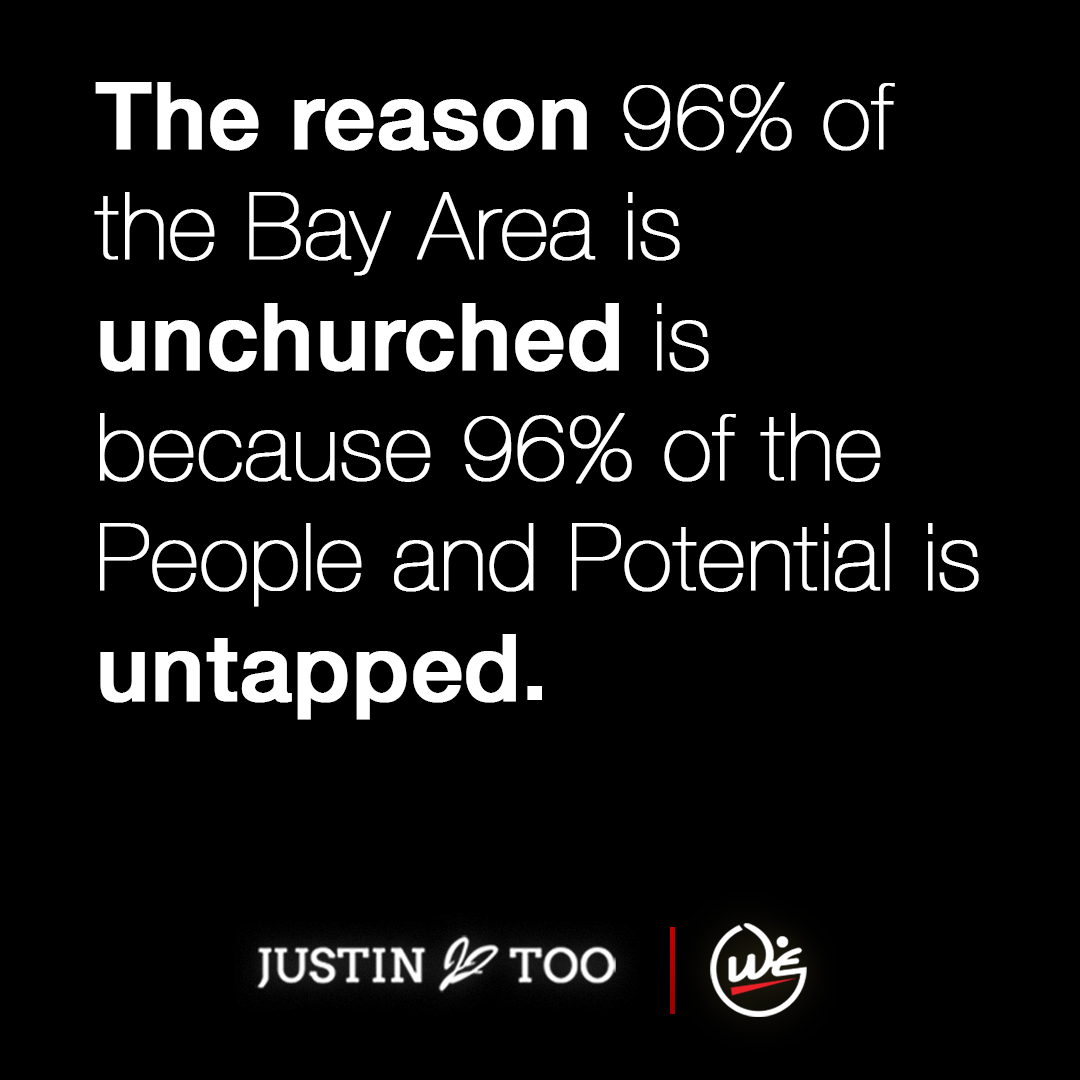 The reason 96% of
the Bay Area is
unchurched is
because 96% of the
People and Potential is
untapped.
JUSTIN TOO
WE